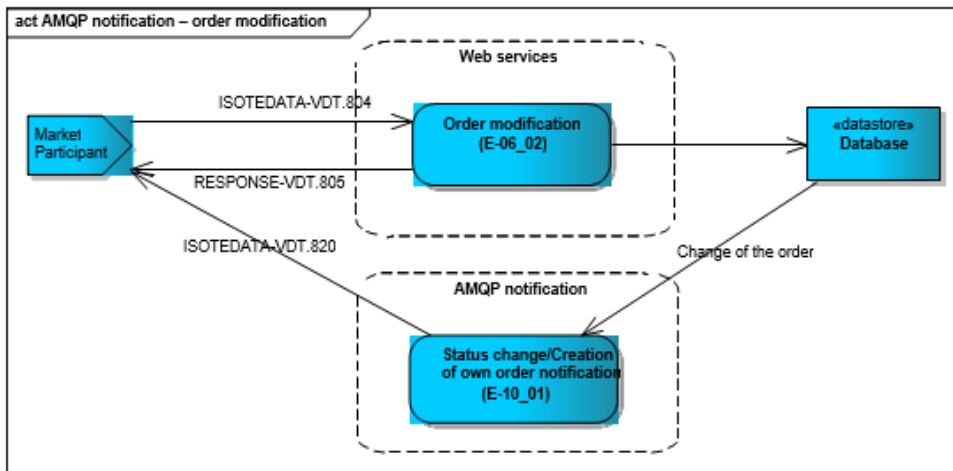 act AMQP notification – order modification
Web services
ISOTEDATA-VDT.804
Market
Participant
Order modification
(E-06_02)
«datastore»
Database
RESPONSE-VDT.805
ISOTEDATA-VDT.820
Change of the order
AMQP notification
Status change/Creation
of own order notification
(E-10_01)